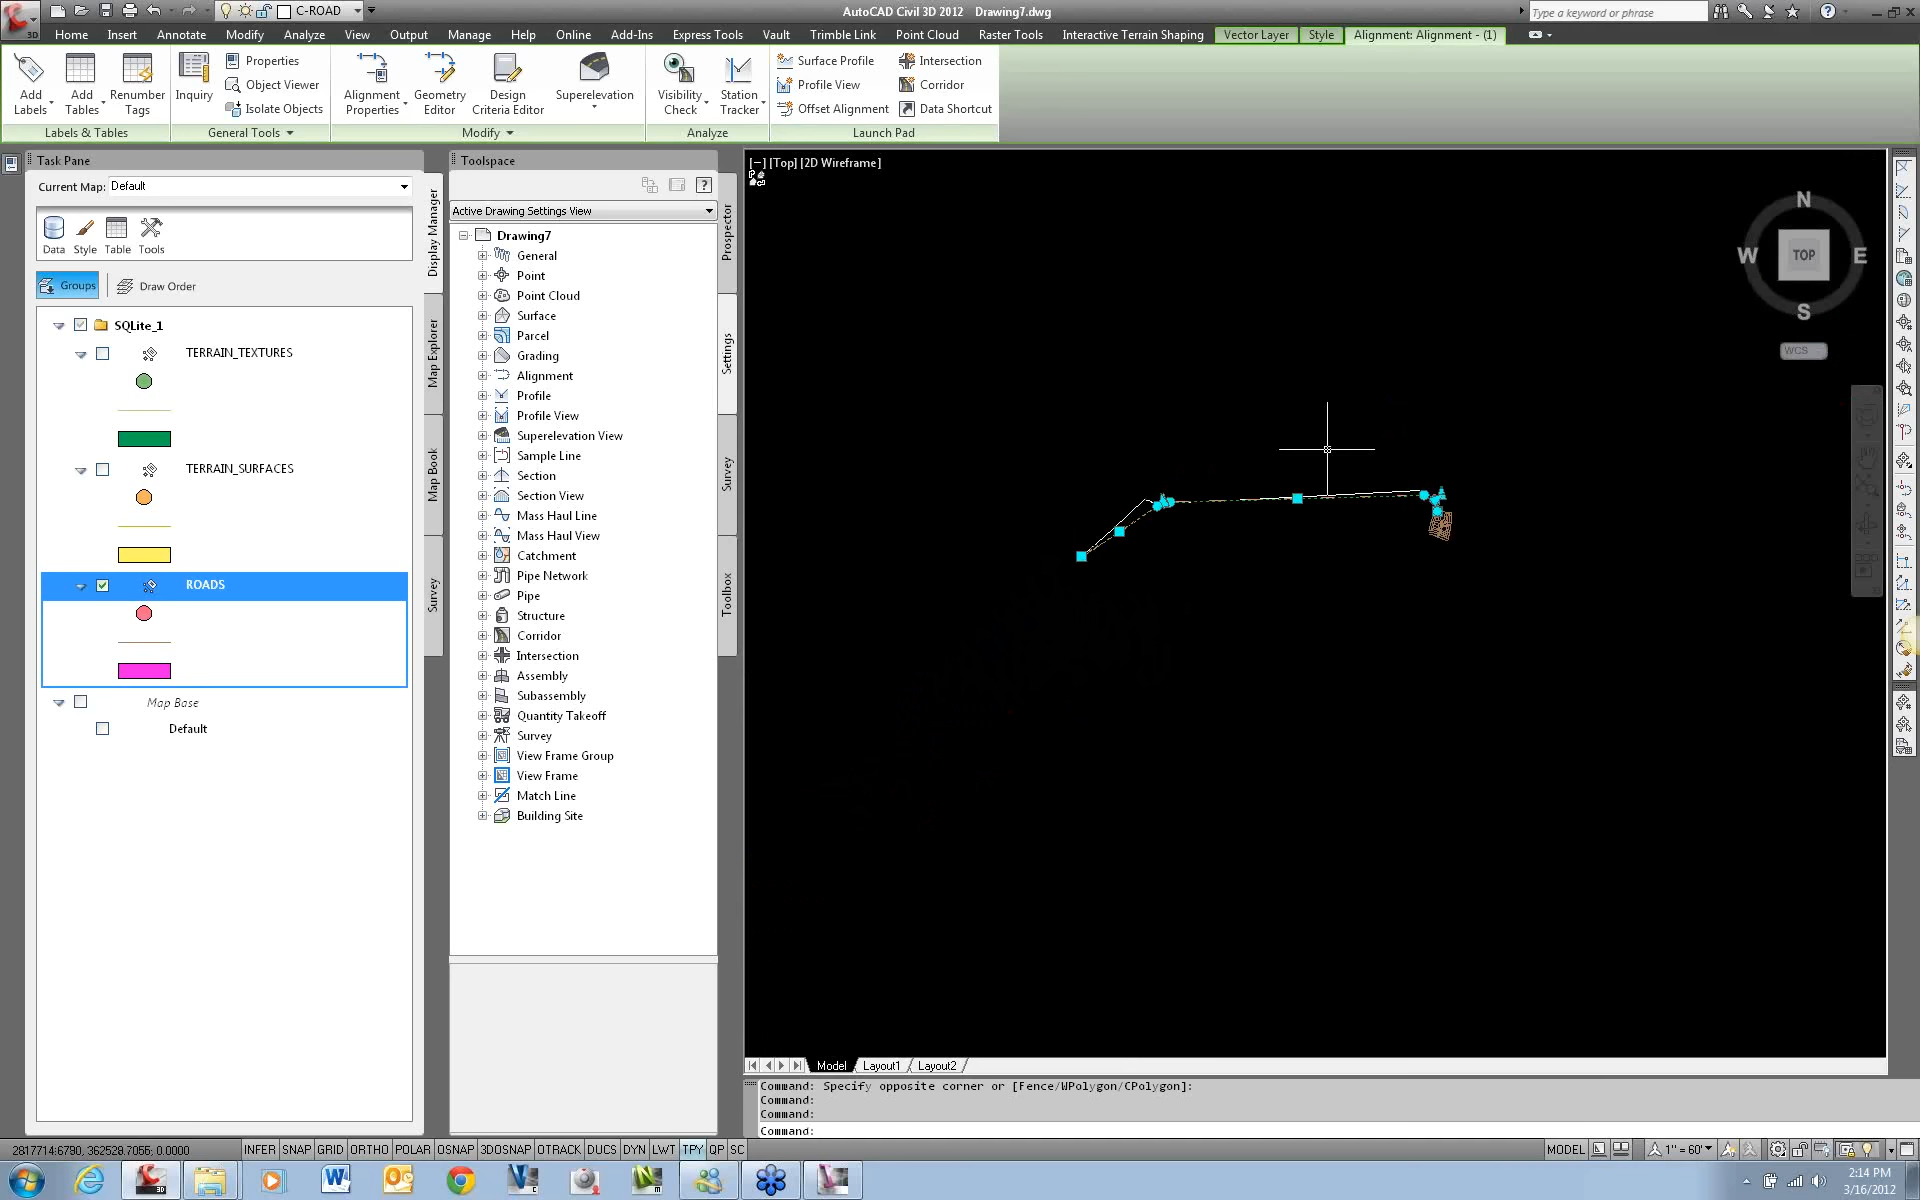 C-ROAD
AutoCAD Civil 3D 2012 Drawing7.dwg
Type a keyword or phrase
3D
Home Insert Annotate Modify Analyze View Output Manage Help Online Add-Ins Express Tools Vault Trimble Link Point Cloud Raster Tools Interactive Terrain Shaping Vector Layer Style Alignment: Alignment - (1)
Add Labels
Add Tables
Renumber Tags
Inquiry
Properties
Object Viewer
Isolate Objects
Alignment Properties
Geometry Editor
Design Criteria Editor
Superelevation
Visibility Check
Station Tracker
Surface Profile
Profile View
Offset Alignment
Intersection
Corridor
Data Shortcut
Labels & Tables
General Tools
Modify
Analyze
Launch Pad
Task Pane
Current Map: Default
Data Style Table Tools
Groups
Draw Order
SQLite_1
TERRAIN_TEXTURES
TERRAIN_SURFACES
ROADS
Map Base
Default
Display Manager
Map Explorer
Map Book
Survey
Toolspace
?
Active Drawing Settings View
Drawing7
General
Point
Point Cloud
Surface
Parcel
Grading
Alignment
Profile
Profile View
Superelevation View
Sample Line
Section
Section View
Mass Haul Line
Mass Haul View
Catchment
Pipe Network
Pipe
Structure
Corridor
Intersection
Assembly
Subassembly
Quantity Takeoff
Survey
View Frame Group
View Frame
Match Line
Building Site
Prospector
Settings
Survey
Toolbox
[−] [Top] [2D Wireframe]
N
W
TOP
E
S
WCS
Model Layout1 Layout2
Command: Specify opposite corner or [Fence/WPolygon/CPolygon]:
Command:
Command:
Command:
2817714.6790, 362528.7056, 0.0000
INFER SNAP GRID ORTHO POLAR OSNAP 3DOSNAP OTRACK DUCS DYN LWT TPY QP SC
MODEL
1" = 60'
2:14 PM
3/16/2012